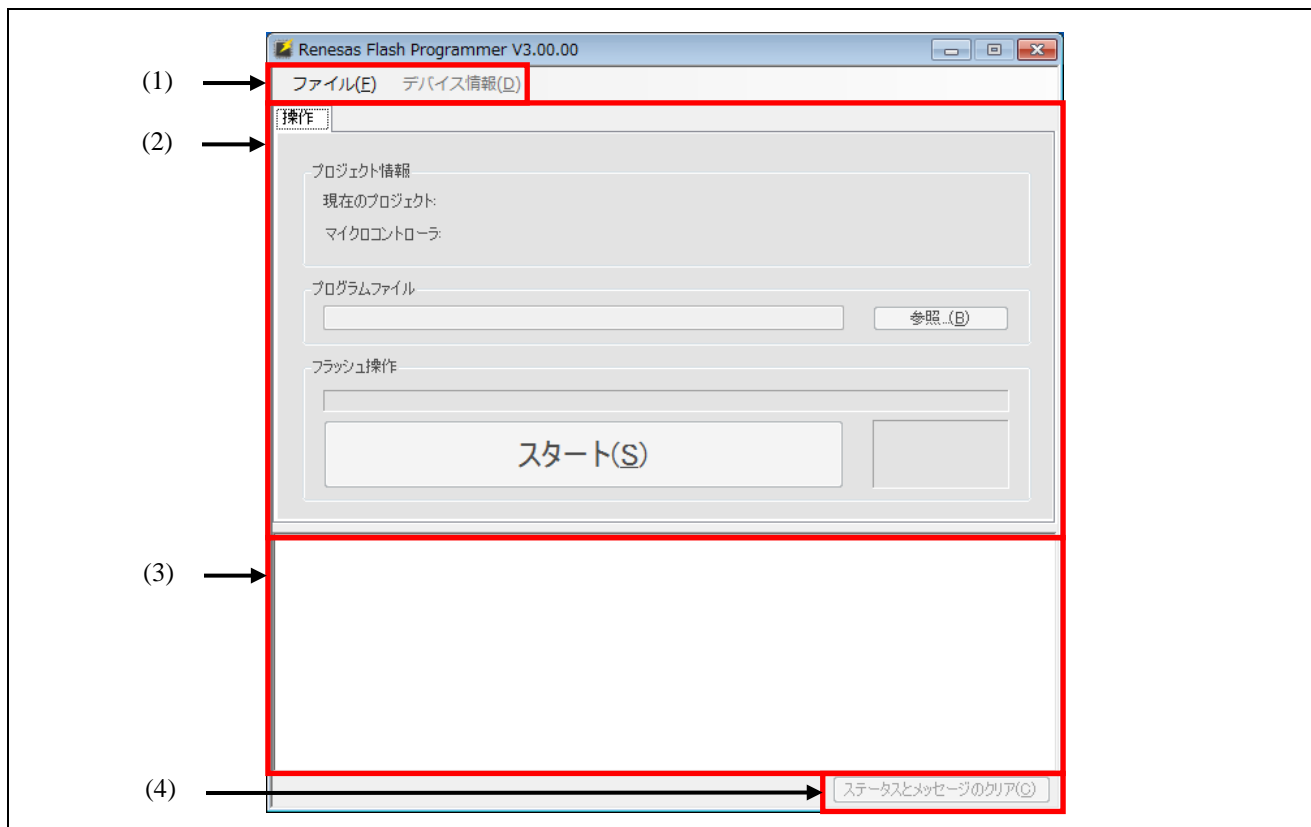 Renesas Flash Programmer V3.00.00
(1)
ファイル(F) デバイス情報(D)
操作
(2)
プロジェクト情報
現在のプロジェクト:
マイクロコントローラ:
プログラムファイル
参照...(B)
フラッシュ操作
スタート(S)
(3)
(4)
ステータスとメッセージのクリア(C)